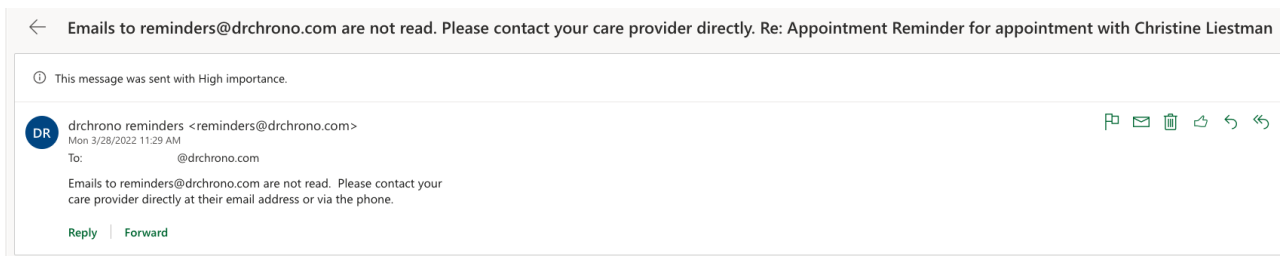 Emails to reminders@drchrono.com are not read. Please contact your care provider directly. Re: Appointment Reminder for appointment with Christine Liestman
This message was sent with High importance.
DR
drchrono reminders <reminders@drchrono.com>
Mon 3/28/2022 11:29 AM
To: @drchrono.com
Emails to reminders@drchrono.com are not read. Please contact your
care provider directly at their email address or via the phone.
Reply Forward